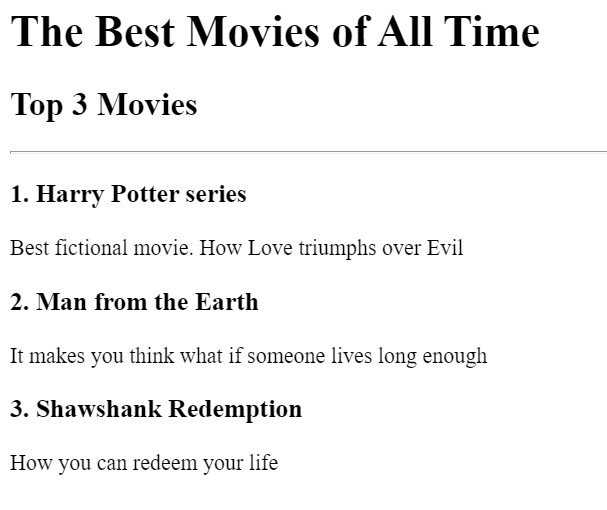 The Best Movies of All Time
Top 3 Movies
1. Harry Potter series
Best fictional movie. How Love triumphs over Evil
2. Man from the Earth
It makes you think what if someone lives long enough
3. Shawshank Redemption
How you can redeem your life